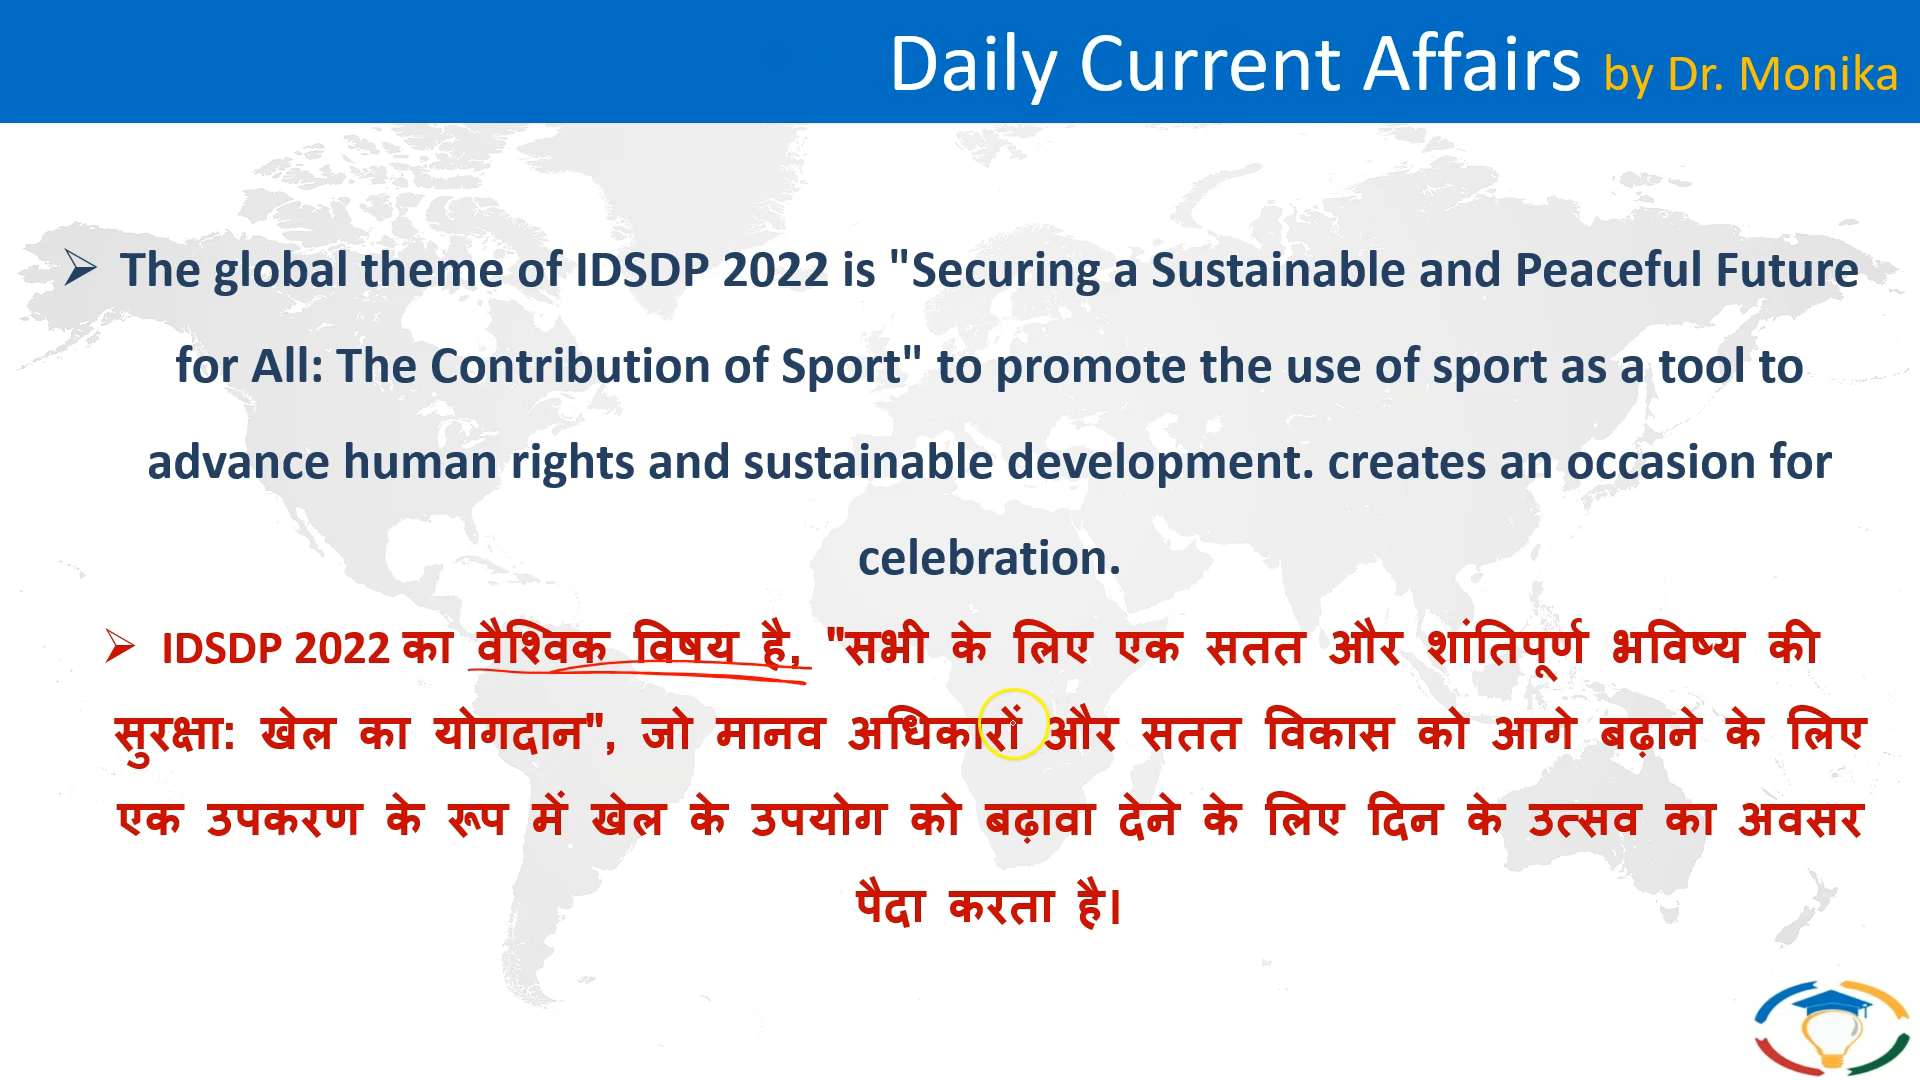 Daily Current Affairs by Dr. Monika
➢ The global theme of IDSDP 2022 is "Securing a Sustainable and Peaceful Future
for All: The Contribution of Sport" to promote the use of sport as a tool to
advance human rights and sustainable development. creates an occasion for
celebration.
➢ IDSDP 2022 का वैश्विक विषय है, "सभी के लिए एक सतत और शांतिपूर्ण भविष्य की
सुरक्षा: खेल का योगदान", जो मानव अधिकारों और सतत विकास को आगे बढ़ाने के लिए
एक उपकरण के रूप में खेल के उपयोग को बढ़ावा देने के लिए दिन के उत्सव का अवसर
पैदा करता है।